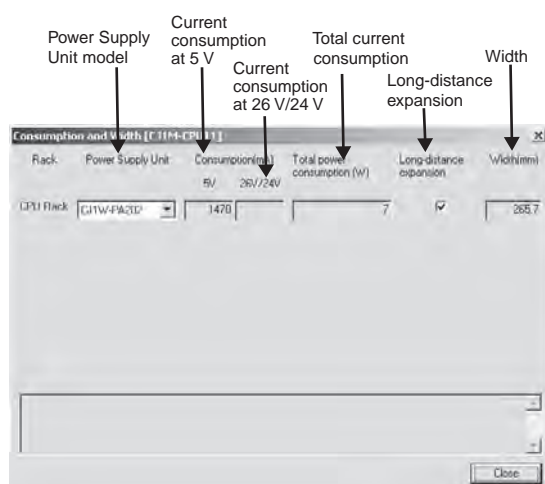 Power Supply
Unit model
Current
consumption
at 5 V
Current
consumption
at 26 V/24 V
Total current
consumption
Long-distance
expansion
Width
Consumption and Width [CJ1M-CPU11]
Rack
Power Supply Unit
Consumption(mA)
5V 26V/24V
Total power
consumption (W)
Long-distance
expansion
Width(mm)
CPU Rack
CJ1W-PA202
1470
7
265.7
Close